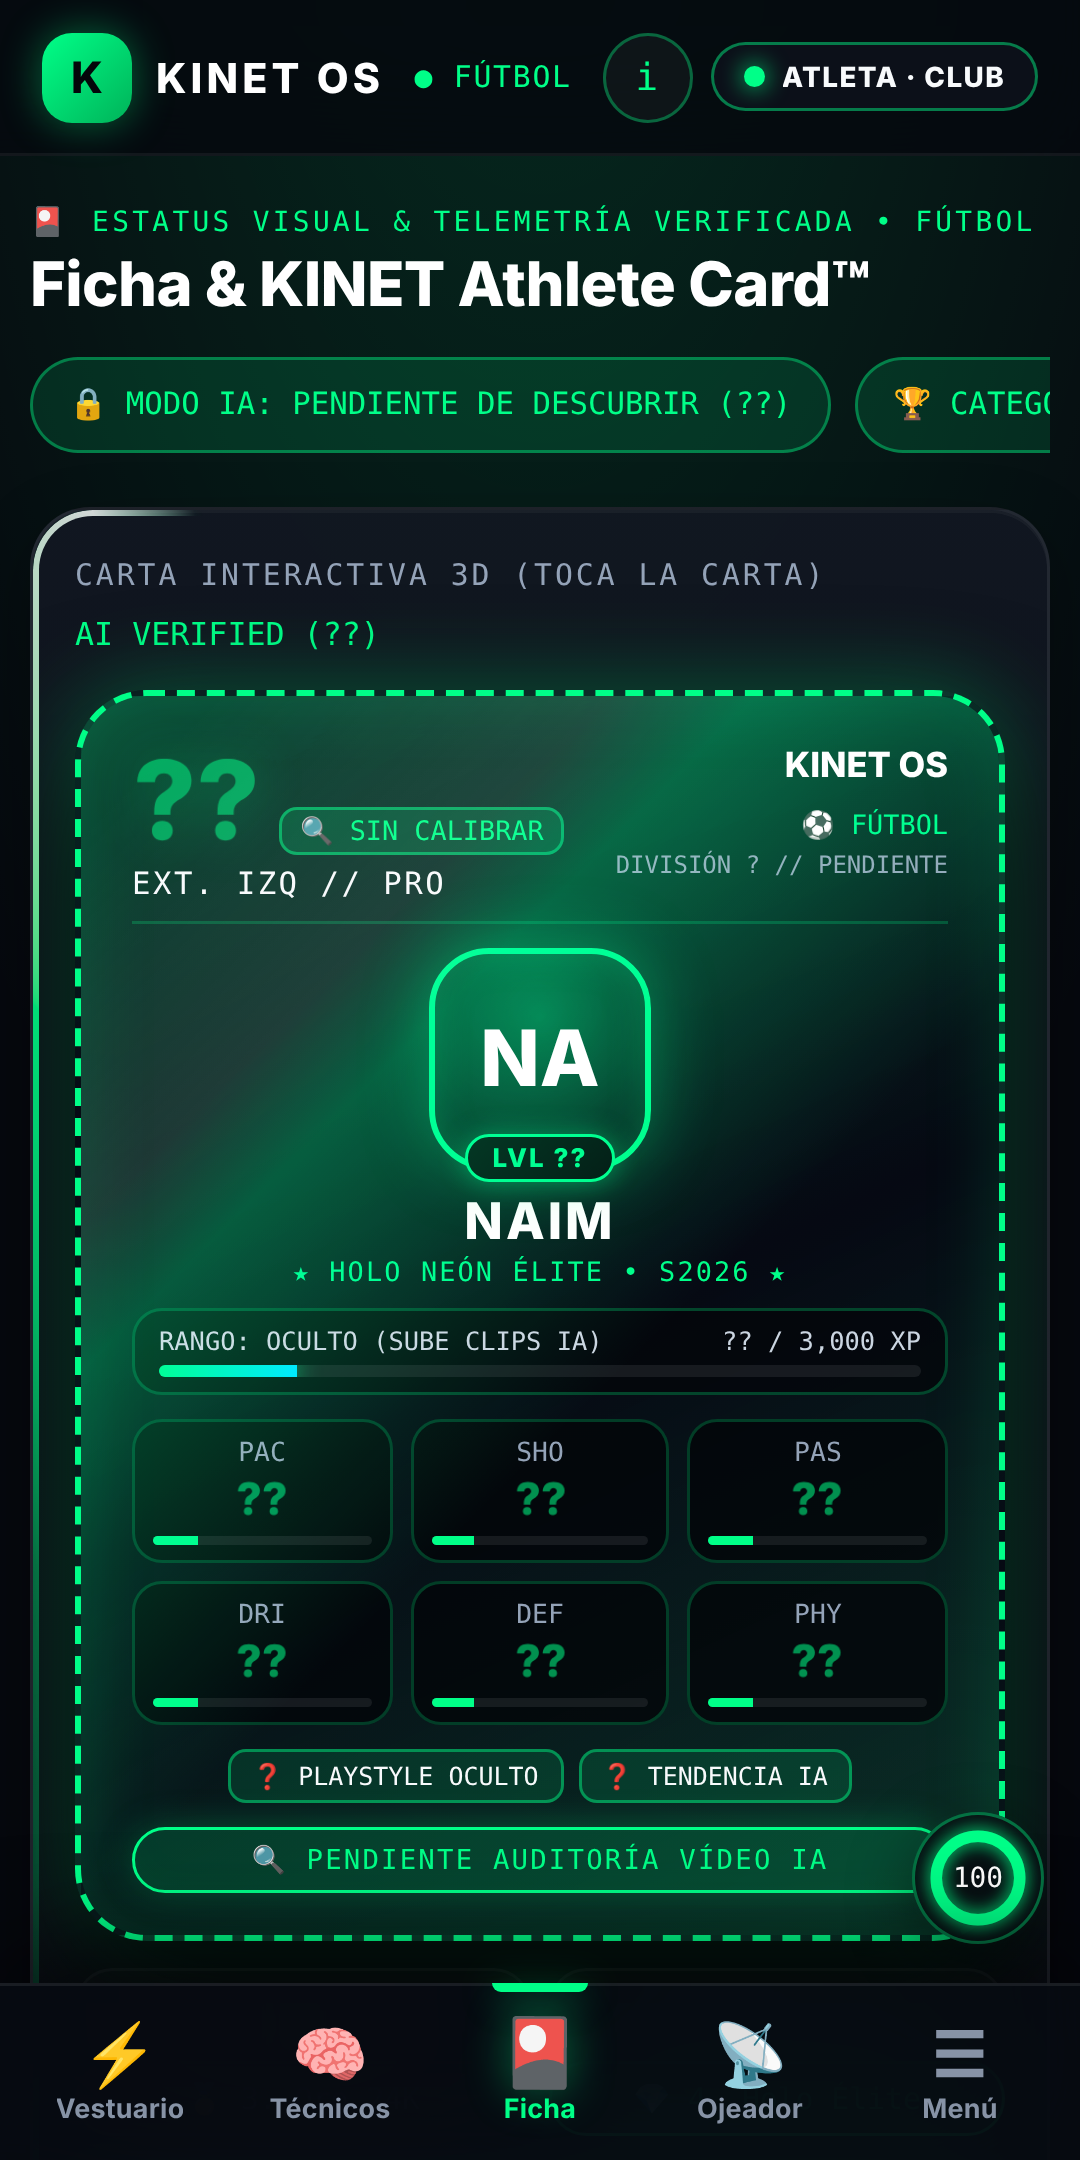 K KINET OS ● FÚTBOL i ATLETA · CLUB
🎴 ESTATUS VISUAL & TELEMETRÍA VERIFICADA • FÚTBOL
Ficha & KINET Athlete Card™
🔒 MODO IA: PENDIENTE DE DESCUBRIR (??) 🏆 CATEGO
CARTA INTERACTIVA 3D (TOCA LA CARTA)
AI VERIFIED (??)
?? 🔍 SIN CALIBRAR
EXT. IZQ // PRO
KINET OS
⚽ FÚTBOL
DIVISIÓN ? // PENDIENTE
NA
LVL ??
NAIM
★ HOLO NEÓN ÉLITE • S2026 ★
RANGO: OCULTO (SUBE CLIPS IA) ?? / 3,000 XP
PAC SHO PAS
?? ?? ??
DRI DEF PHY
?? ?? ??
❓ PLAYSTYLE OCULTO ❓ TENDENCIA IA
🔍 PENDIENTE AUDITORÍA VÍDEO IA
100
Vestuario Técnicos Ficha Ojeador Menú